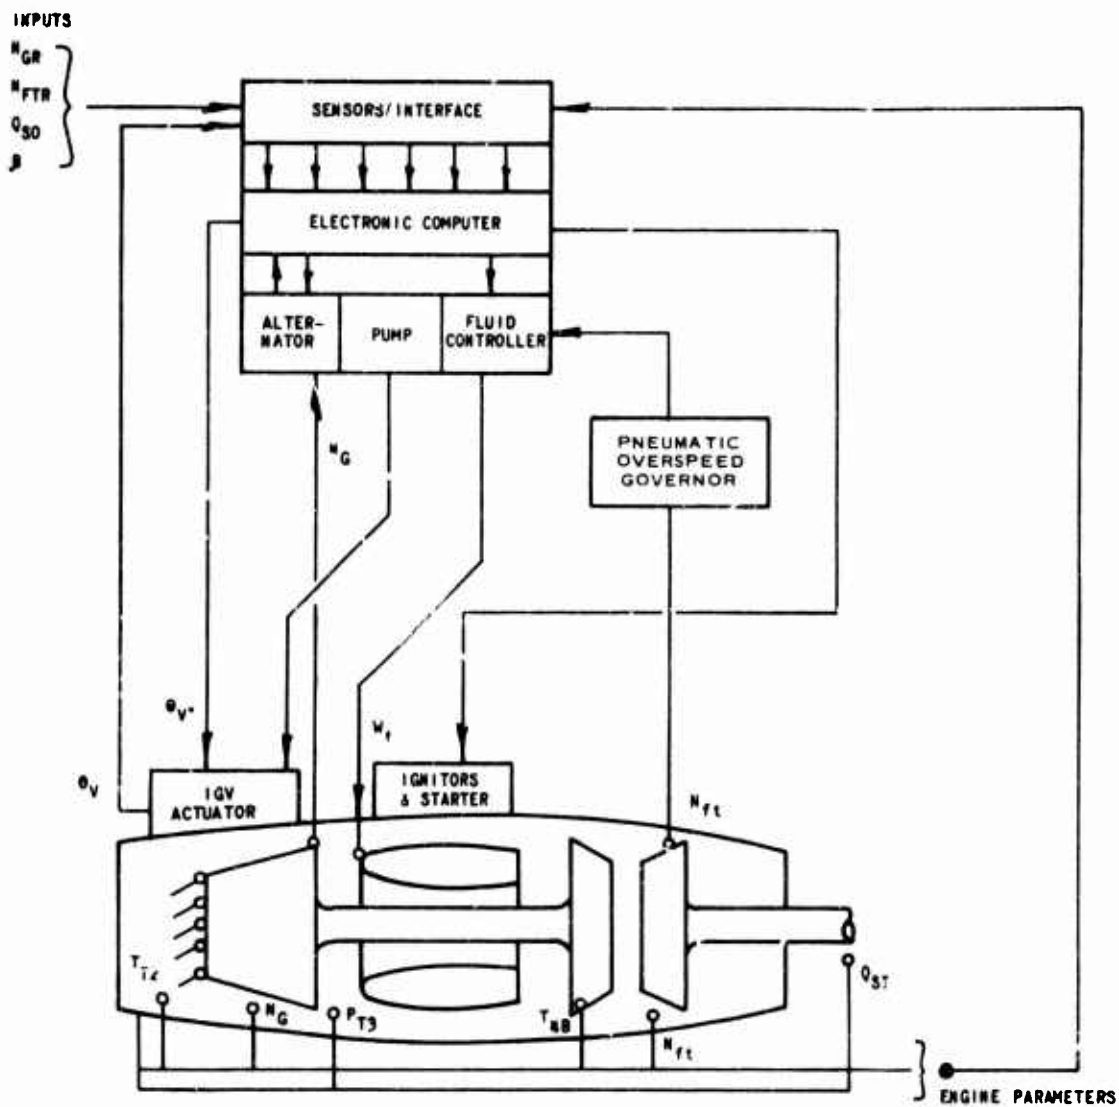 INPUTS
N_GR
N_FTR
Q_SO
SENSORS/INTERFACE
ELECTRONIC COMPUTER
ALTER-
NATOR
PUMP
FLUID
CONTROLLER
N_G
PNEUMATIC
OVERSPEED
GOVERNOR
θ_V*
θ_V
W_f
IGV
ACTUATOR
IGNITORS
& STARTER
N_ft
T_T2
N_G
P_T3
T_4B
N_ft
Q_ST
ENGINE PARAMETERS